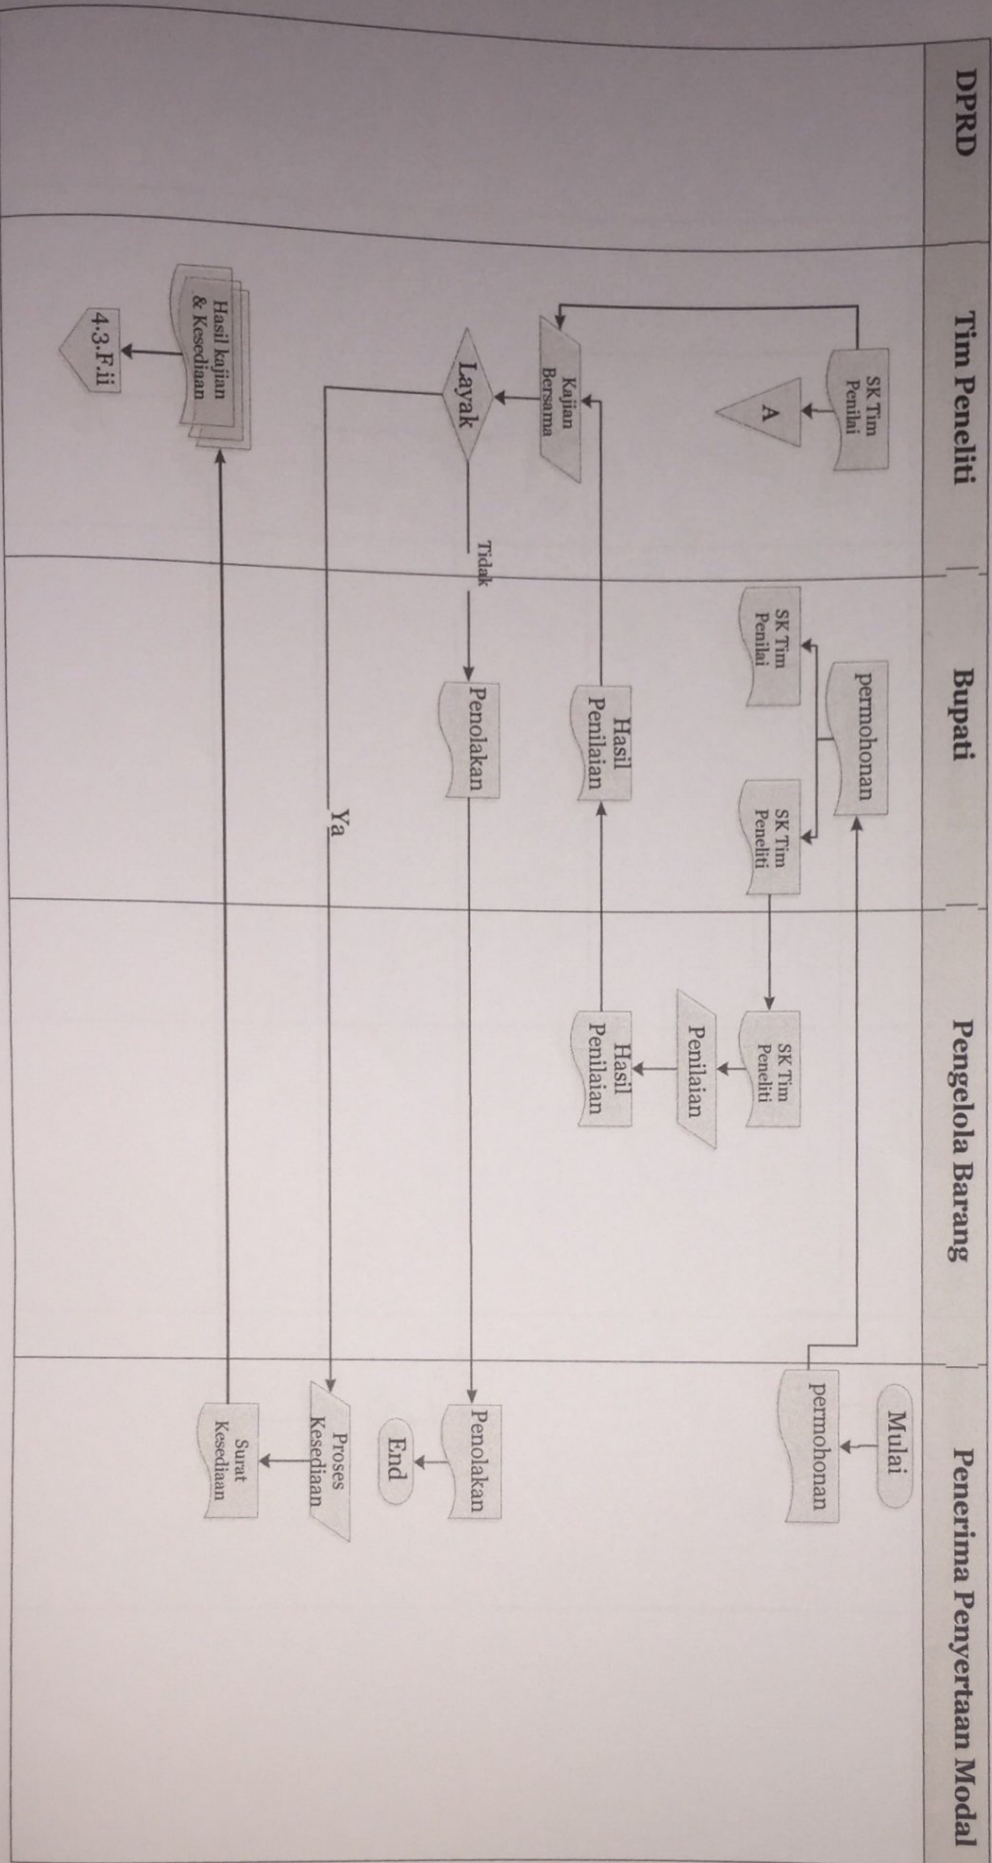 DPRD
Tim Peneliti
Bupati
Pengelola Barang
Penerima Penyertaan Modal
Mulai
SK Tim
Penilai
permohonan
permohonan
A
SK Tim
Penilai
SK Tim
Peneliti
SK Tim
Peneliti
Penilaian
Kajian
Bersama
Hasil
Penilaian
Hasil
Penilaian
Layak
Tidak
Penolakan
Penolakan
End
Ya
Proses
Kesediaan
Hasil kajian
& Kesediaan
Surat
Kesediaan
4.3.F.ii